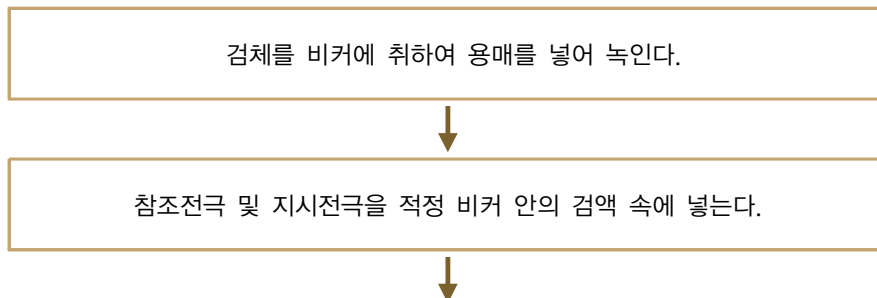 검체를 비커에 취하여 용매를 넣어 녹인다.
참조전극 및 지시전극을 적정 비커 안의 검액 속에 넣는다.